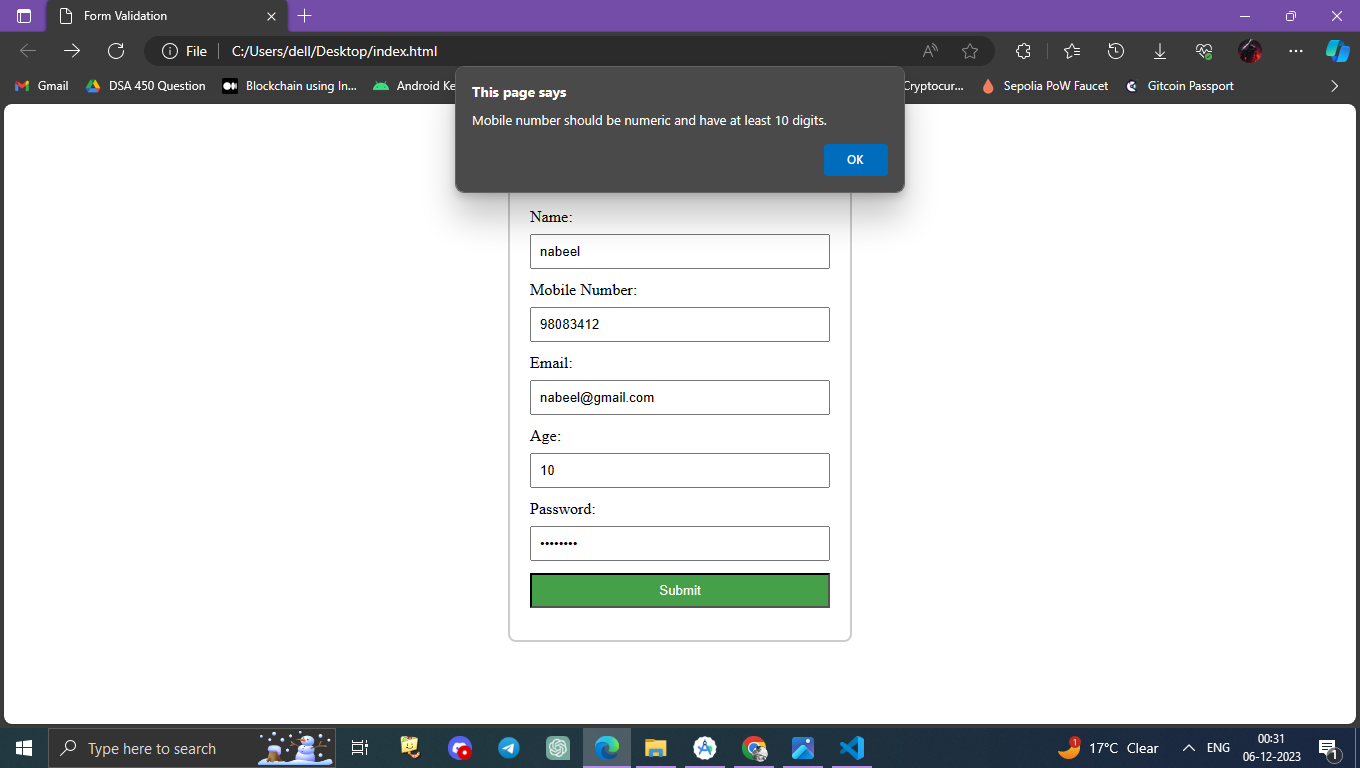 Form Validation
File
C:/Users/dell/Desktop/index.html
Gmail
DSA 450 Question
Blockchain using In...
Android Ke
Cryptocur...
Sepolia PoW Faucet
Gitcoin Passport
This page says
Mobile number should be numeric and have at least 10 digits.
OK
Name:
nabeel
Mobile Number:
98083412
Email:
nabeel@gmail.com
Age:
10
Password:
••••••••
Submit
Type here to search
1
17°C Clear
ENG
00:31
06-12-2023
1